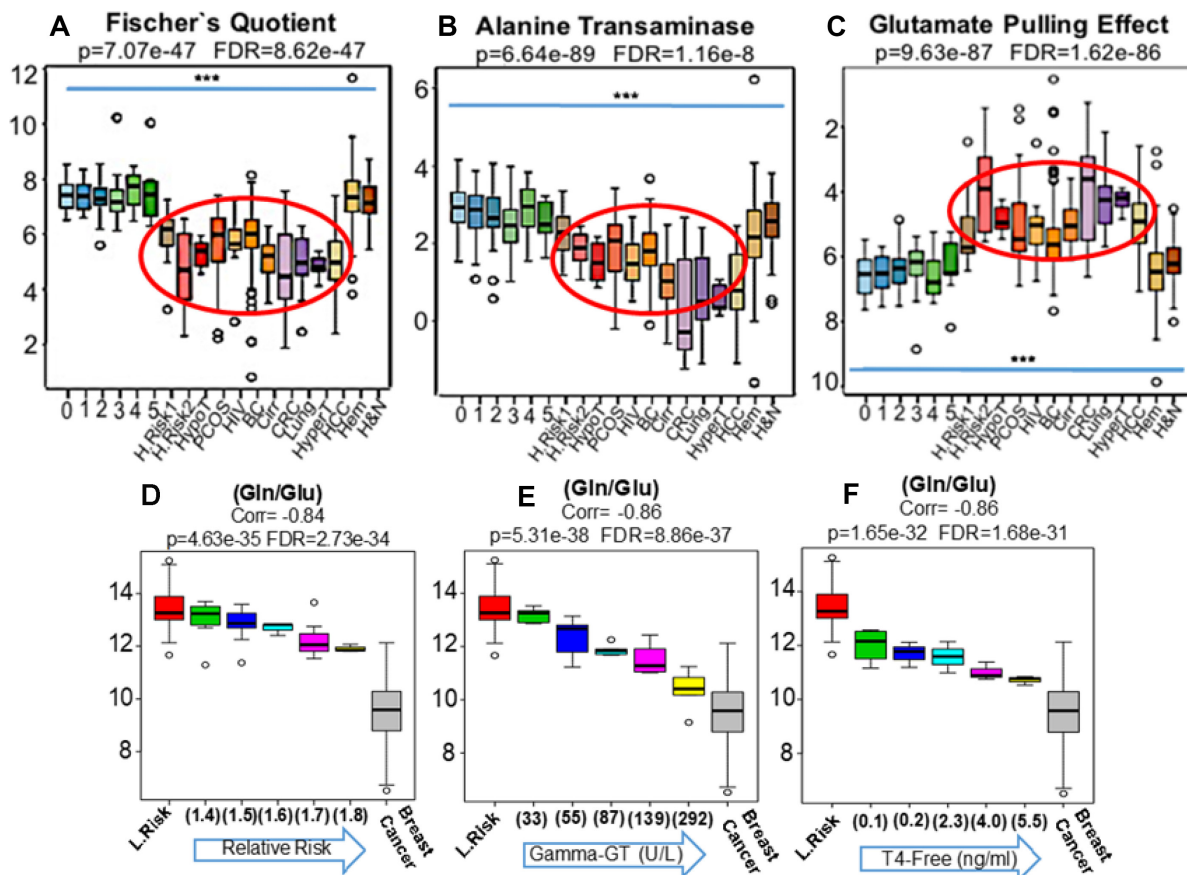 A Fischer`s Quotient
p=7.07e-47 FDR=8.62e-47
***
12
10
8
6
4
2
0 1 2 3 4 5 H.Risk1 H.Risk2 HypoT PCOS HIV BC Cirr CRC Lung HyperT HCC Hem H&N
B Alanine Transaminase
p=6.64e-89 FDR=1.16e-8
***
6
4
2
0
0 1 2 3 4 5 H.Risk1 H.Risk2 HypoT PCOS HIV BC Cirr CRC Lung HyperT HCC Hem H&N
C Glutamate Pulling Effect
p=9.63e-87 FDR=1.62e-86
2
4
6
8
10
***
0 1 2 3 4 5 H.Risk1 H.Risk2 HypoT PCOS HIV BC Cirr CRC Lung HyperT HCC Hem H&N
D (Gln/Glu)
Corr= -0.84
p=4.63e-35 FDR=2.73e-34
14
12
10
8
L.Risk (1.4) (1.5) (1.6) (1.7) (1.8) Breast Cancer
Relative Risk
E (Gln/Glu)
Corr= -0.86
p=5.31e-38 FDR=8.86e-37
14
12
10
8
L.Risk (33) (55) (87) (139) (292) Breast Cancer
Gamma-GT (U/L)
F (Gln/Glu)
Corr= -0.86
p=1.65e-32 FDR=1.68e-31
14
12
10
8
L.Risk (0.1) (0.2) (2.3) (4.0) (5.5) Breast Cancer
T4-Free (ng/ml)